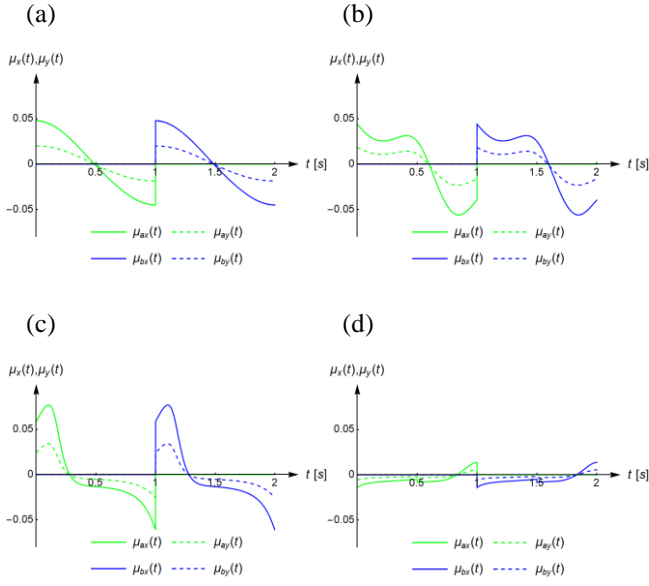 (a) (b)
μx(t),μy(t) μx(t),μy(t)
0.05 0.05
0 0.5 1 1.5 2 t [s] 0 0.5 1 1.5 2 t [s]
−0.05 −0.05
μax(t) μay(t) μax(t) μay(t)
μbx(t) μby(t) μbx(t) μby(t)
(c) (d)
μx(t),μy(t) μx(t),μy(t)
0.05 0.05
0 0.5 1 1.5 2 t [s] 0 0.5 1 1.5 2 t [s]
−0.05 −0.05
μax(t) μay(t) μax(t) μay(t)
μbx(t) μby(t) μbx(t) μby(t)